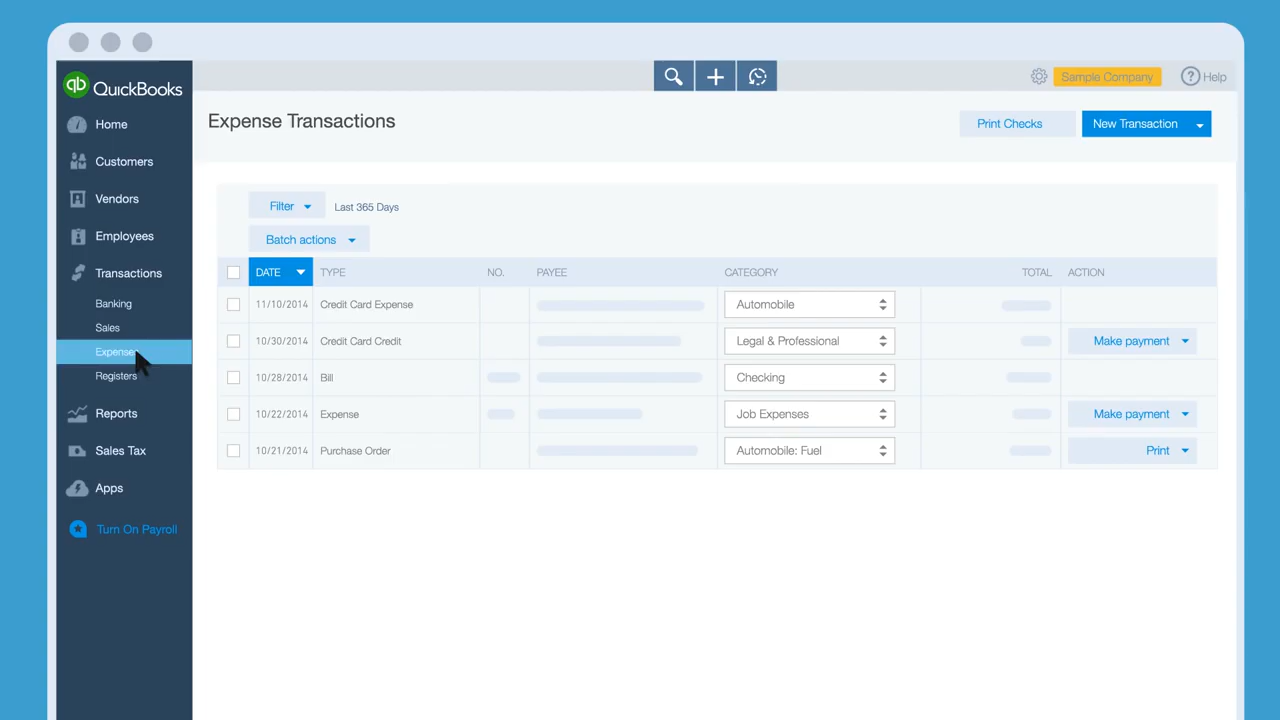 qb QuickBooks
Sample Company
Help
Home
Customers
Vendors
Employees
Transactions
Banking
Sales
Expenses
Registers
Reports
Sales Tax
Apps
Turn On Payroll
Expense Transactions
Print Checks
New Transaction
Filter Last 365 Days
Batch actions
DATE TYPE NO. PAYEE CATEGORY TOTAL ACTION
11/10/2014 Credit Card Expense Automobile
10/30/2014 Credit Card Credit Legal & Professional Make payment
10/28/2014 Bill Checking
10/22/2014 Expense Job Expenses Make payment
10/21/2014 Purchase Order Automobile: Fuel Print